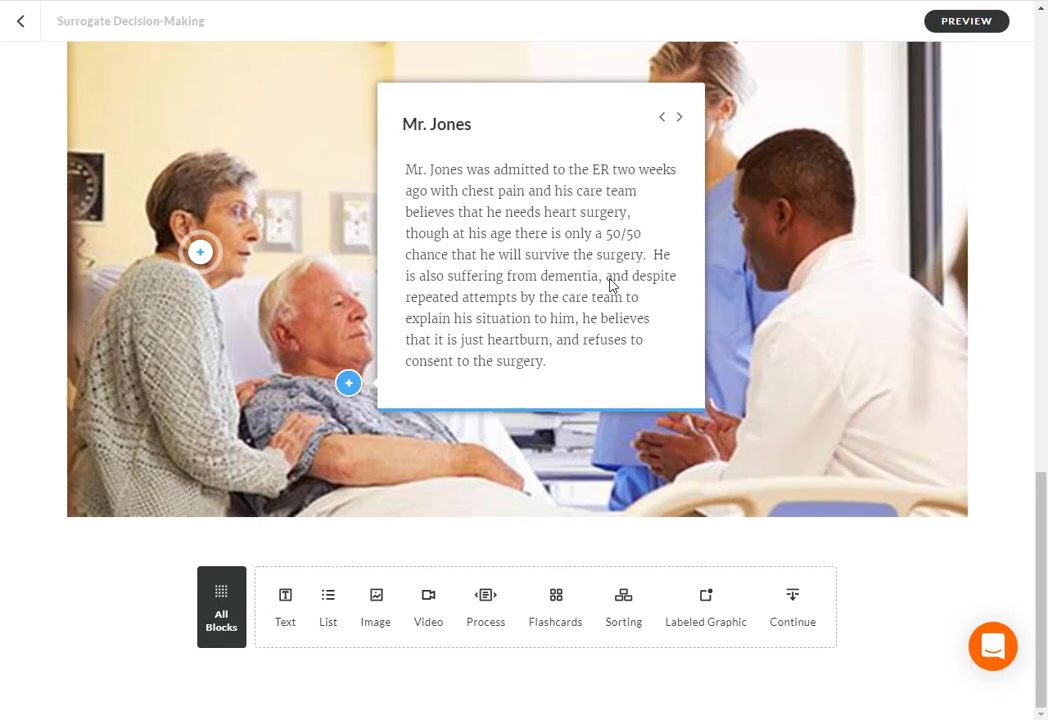 Surrogate Decision-Making
PREVIEW
Mr. Jones
Mr. Jones was admitted to the ER two weeks
ago with chest pain and his care team
believes that he needs heart surgery,
though at his age there is only a 50/50
chance that he will survive the surgery.  He
is also suffering from dementia, and despite
repeated attempts by the care team to
explain his situation to him, he believes
that it is just heartburn, and refuses to
consent to the surgery.
All
Blocks
Text
List
Image
Video
Process
Flashcards
Sorting
Labeled Graphic
Continue